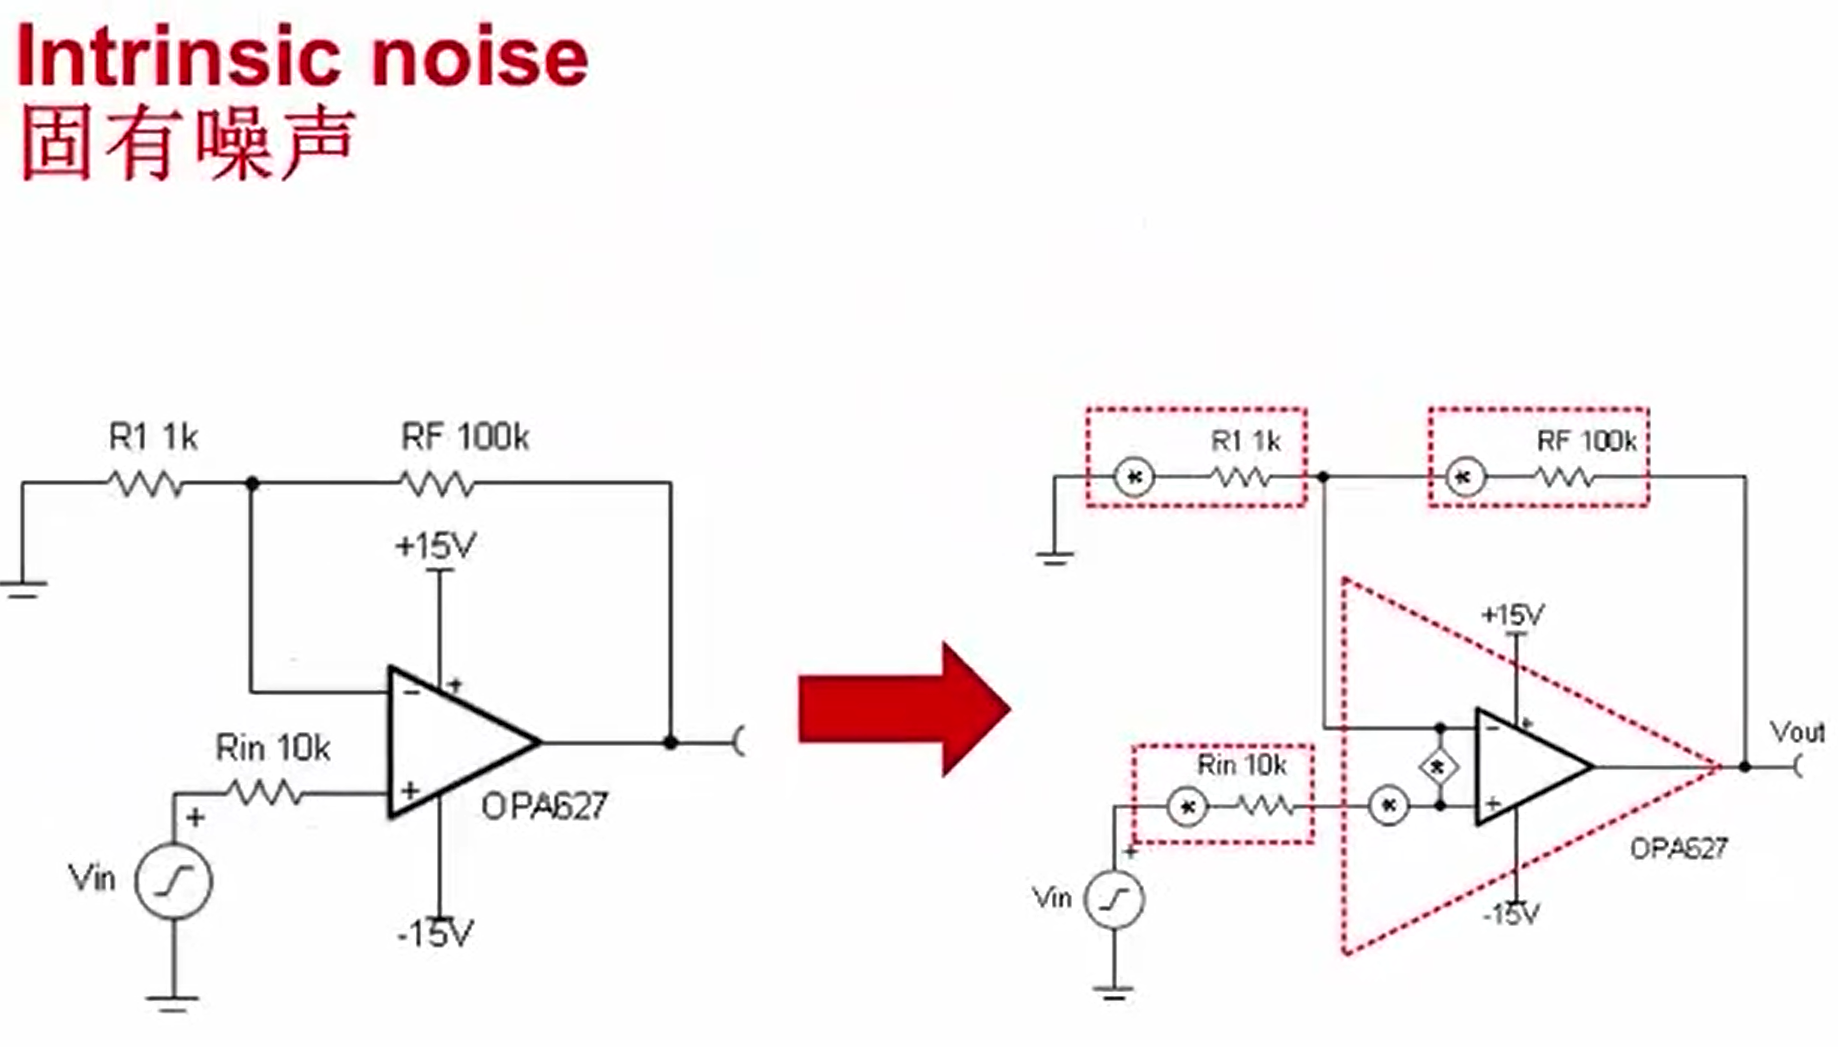 Intrinsic noise
固有噪声
R1 1k
RF 100k
+15V
+
-
Rin 10k
+
OPA627
+
Vin
-15V
R1 1k
RF 100k
+15V
+
-
Vout
Rin 10k
+
OPA627
+
Vin
-15V